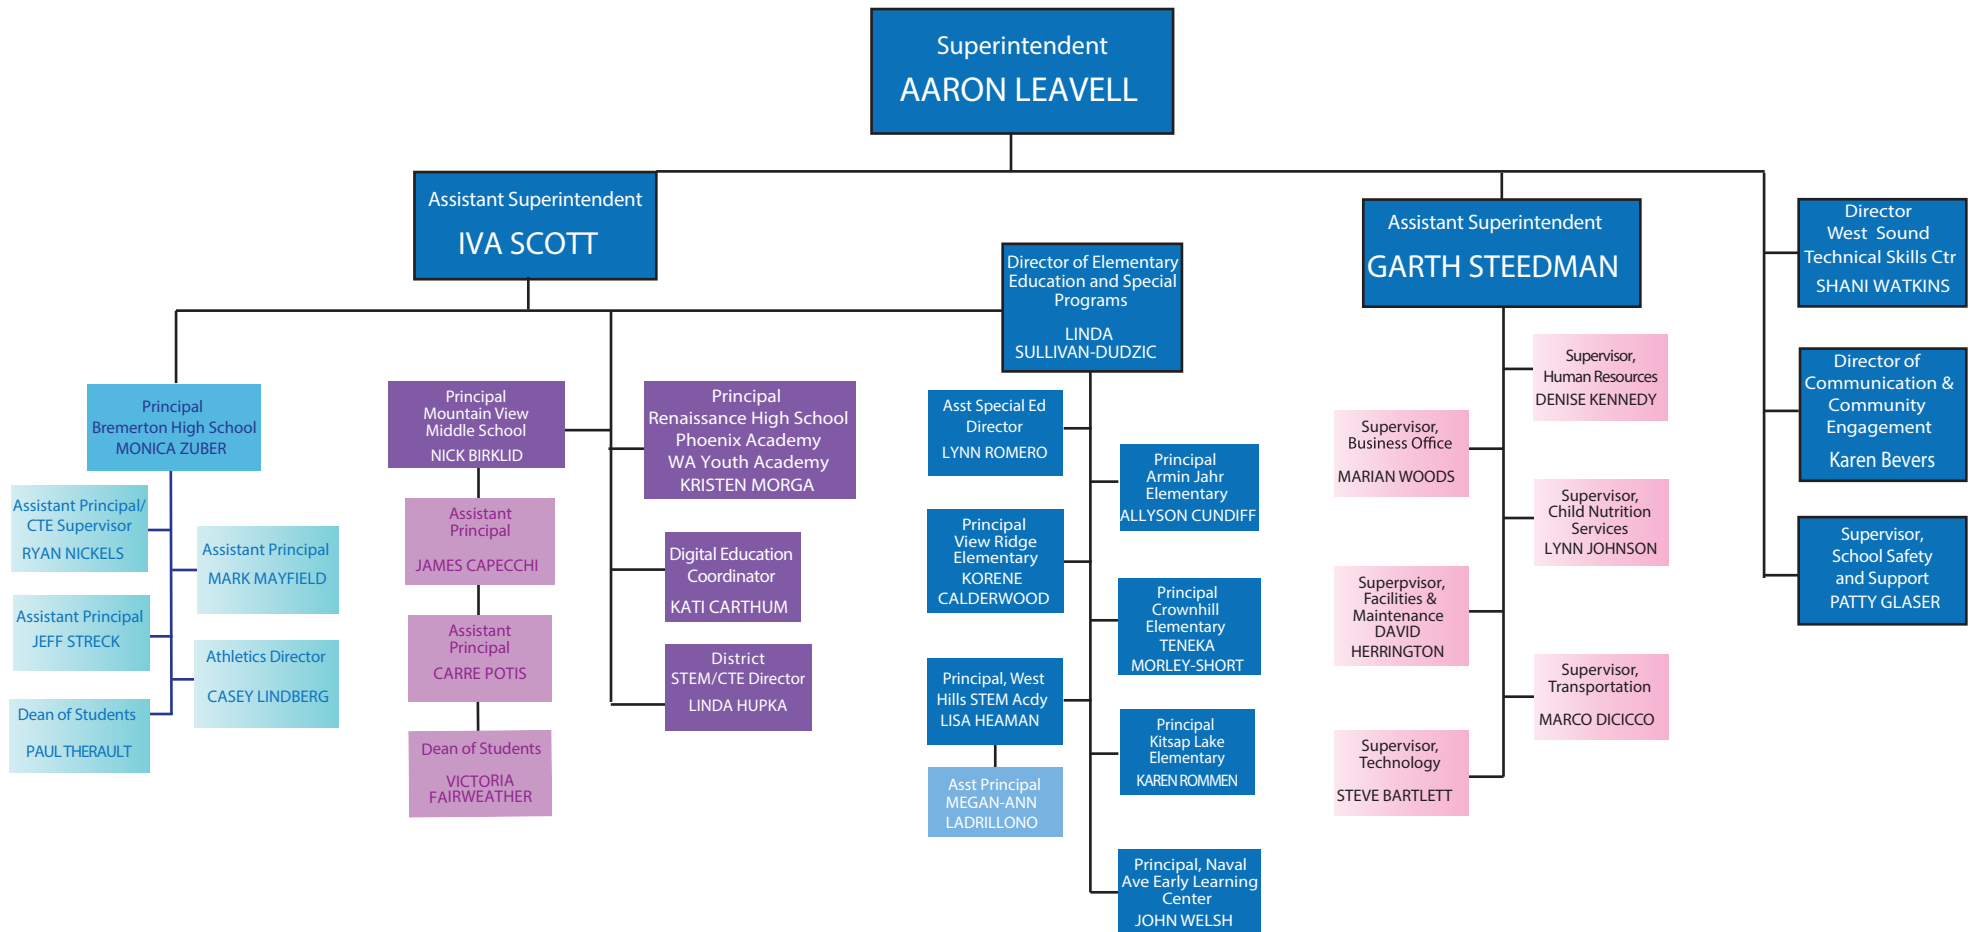 Superintendent
AARON LEAVELL
Assistant Superintendent
IVA SCOTT
Director of Elementary
Education and Special
Programs
LINDA
SULLIVAN-DUDZIC
Assistant Superintendent
GARTH STEEDMAN
Director
West Sound
Technical Skills Ctr
SHANI WATKINS
Director of
Communication &
Community
Engagement
Karen Bevers
Supervisor,
School Safety
and Support
PATTY GLASER
Principal
Bremerton High School
MONICA ZUBER
Assistant Principal/
CTE Supervisor
RYAN NICKELS
Assistant Principal
MARK MAYFIELD
Assistant Principal
JEFF STRECK
Athletics Director
CASEY LINDBERG
Dean of Students
PAUL THERAULT
Principal
Mountain View
Middle School
NICK BIRKLID
Assistant
Principal
JAMES CAPECCHI
Assistant
Principal
CARRE POTIS
Dean of Students
VICTORIA
FAIRWEATHER
Principal
Renaissance High School
Phoenix Academy
WA Youth Academy
KRISTEN MORGA
Digital Education
Coordinator
KATI CARTHUM
District
STEM/CTE Director
LINDA HUPKA
Asst Special Ed
Director
LYNN ROMERO
Principal
Armin Jahr
Elementary
ALLYSON CUNDIFF
Principal
View Ridge
Elementary
KORENE
CALDERWOOD
Principal
Crownhill
Elementary
TENEKA
MORLEY-SHORT
Principal, West
Hills STEM Acdy
LISA HEAMAN
Asst Principal
MEGAN-ANN
LADRILLONO
Principal
Kitsap Lake
Elementary
KAREN ROMMEN
Principal, Naval
Ave Early Learning
Center
JOHN WELSH
Supervisor,
Human Resources
DENISE KENNEDY
Supervisor,
Business Office
MARIAN WOODS
Supervisor,
Child Nutrition
Services
LYNN JOHNSON
Superpvisor,
Facilities &
Maintenance
DAVID
HERRINGTON
Supervisor,
Transportation
MARCO DICICCO
Supervisor,
Technology
STEVE BARTLETT